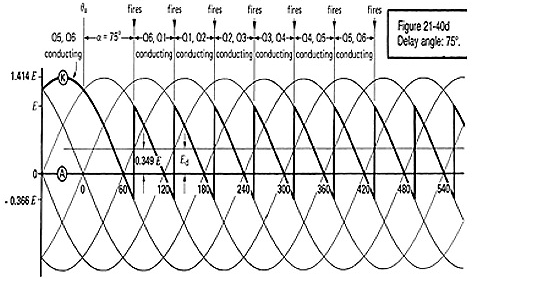 θ₀
fires fires fires fires fires fires fires
Figure 21-40d
Delay angle: 75°.
Q5, Q6 α = 75° Q6, Q1 Q1, Q2 Q2, Q3 Q3, Q4 Q4, Q5 Q5, Q6
conducting conducting conducting conducting conducting conducting conducting
1.414 E
K
E
0.349 E
E_d
0
A
0 60 120 180 240 300 360 420 480 540
- 0.366 E